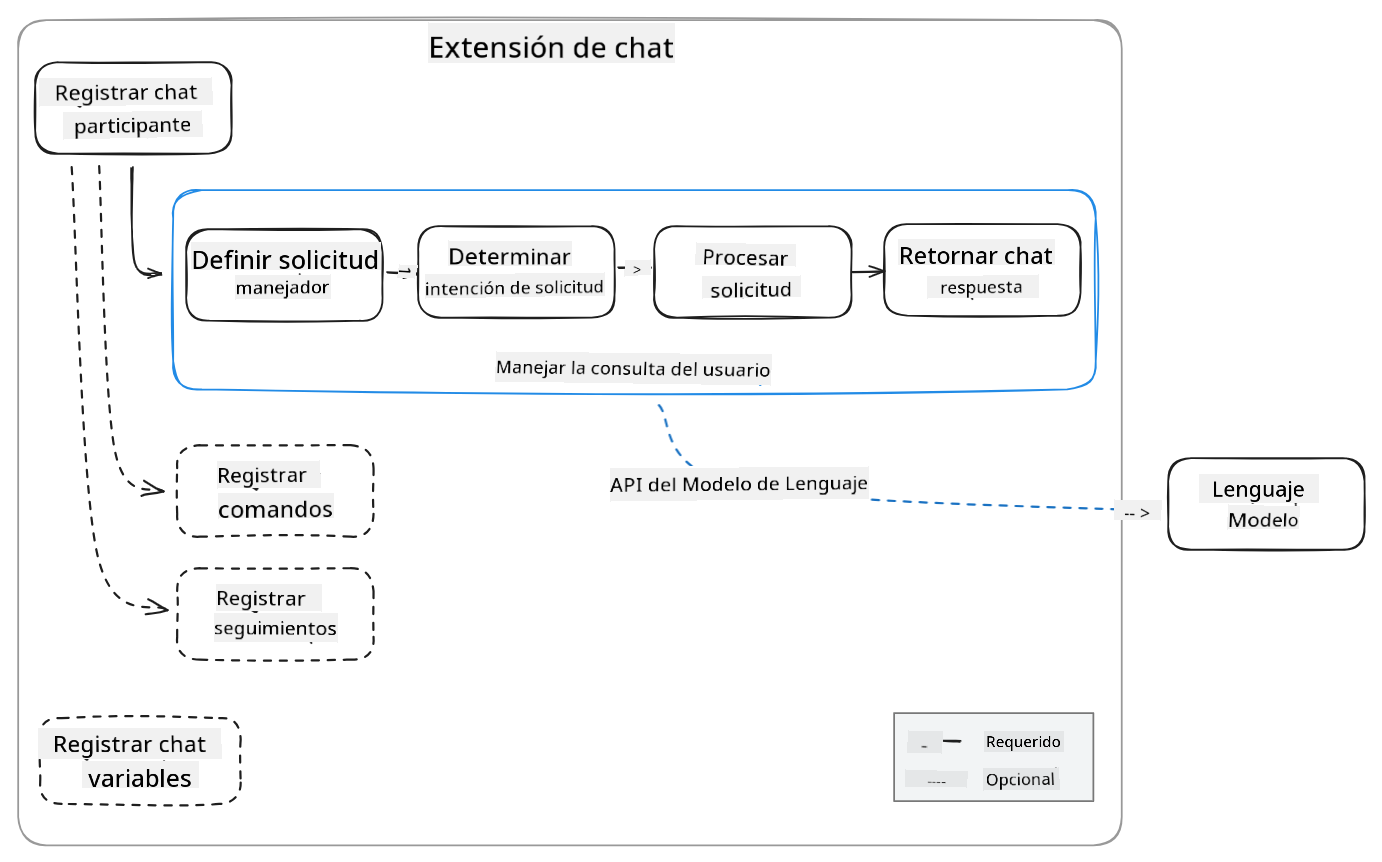 Extensión de chat
Registrar chat
participante
Definir solicitud
manejador
Determinar
intención de solicitud
>
Procesar
solicitud
Retornar chat
respuesta
Manejar la consulta del usuario
API del Modelo de Lenguaje
-- >
Lenguaje
Modelo
Registrar
comandos
Registrar
seguimientos
Registrar chat
variables
Requerido
---- Opcional